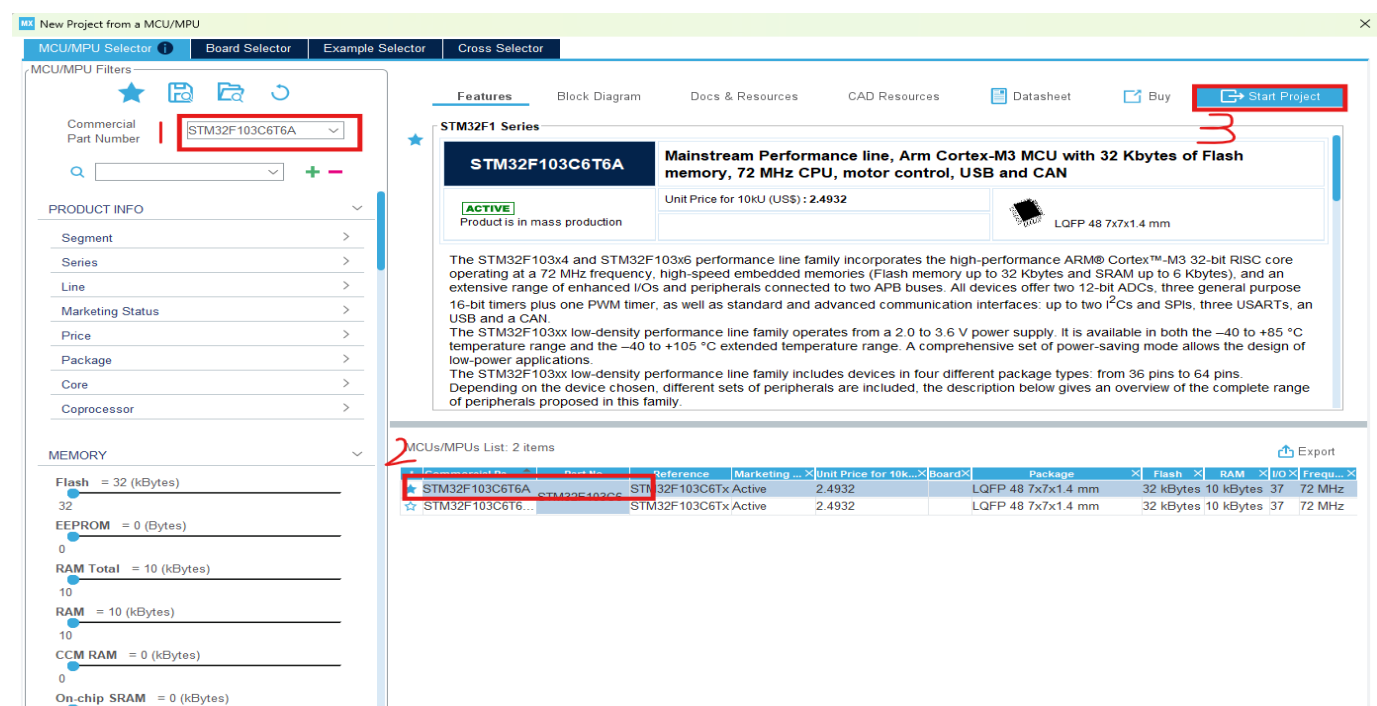 MX New Project from a MCU/MPU
MCU/MPU Selector Board Selector Example Selector Cross Selector
MCU/MPU Filters
Commercial
Part Number
1
STM32F103C6T6A
PRODUCT INFO
Segment
Series
Line
Marketing Status
Price
Package
Core
Coprocessor
MEMORY
Flash = 32 (kBytes)
32
EEPROM = 0 (Bytes)
0
RAM Total = 10 (kBytes)
10
RAM = 10 (kBytes)
10
CCM RAM = 0 (kBytes)
0
On-chip SRAM = 0 (kBytes)
Features Block Diagram Docs & Resources CAD Resources Datasheet Buy Start Project
3
STM32F1 Series
STM32F103C6T6A
Mainstream Performance line, Arm Cortex-M3 MCU with 32 Kbytes of Flash
memory, 72 MHz CPU, motor control, USB and CAN
ACTIVE
Product is in mass production
Unit Price for 10kU (US$) : 2.4932
LQFP 48 7x7x1.4 mm
The STM32F103x4 and STM32F103x6 performance line family incorporates the high-performance ARM® Cortex™-M3 32-bit RISC core
operating at a 72 MHz frequency, high-speed embedded memories (Flash memory up to 32 Kbytes and SRAM up to 6 Kbytes), and an
extensive range of enhanced I/Os and peripherals connected to two APB buses. All devices offer two 12-bit ADCs, three general purpose
16-bit timers plus one PWM timer, as well as standard and advanced communication interfaces: up to two I²Cs and SPIs, three USARTs, an
USB and a CAN.
The STM32F103xx low-density performance line family operates from a 2.0 to 3.6 V power supply. It is available in both the –40 to +85 °C
temperature range and the –40 to +105 °C extended temperature range. A comprehensive set of power-saving mode allows the design of
low-power applications.
The STM32F103xx low-density performance line family includes devices in four different package types: from 36 pins to 64 pins.
Depending on the device chosen, different sets of peripherals are included, the description below gives an overview of the complete range
of peripherals proposed in this family.
2
MCUs/MPUs List: 2 items
Export
* Commercial Pa... Part No Reference Marketing ... X Unit Price for 10k... X Board X Package X Flash X RAM X I/O X Frequ... X
STM32F103C6T6A STM32F103C6 STM32F103C6Tx Active 2.4932 LQFP 48 7x7x1.4 mm 32 kBytes 10 kBytes 37 72 MHz
STM32F103C6T6... STM32F103C6Tx Active 2.4932 LQFP 48 7x7x1.4 mm 32 kBytes 10 kBytes 37 72 MHz